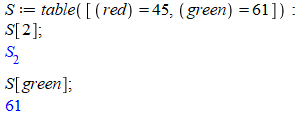 S := table( [ (red) = 45, (green) = 61 ] ) :
S[2];
S₂
S[green];
61